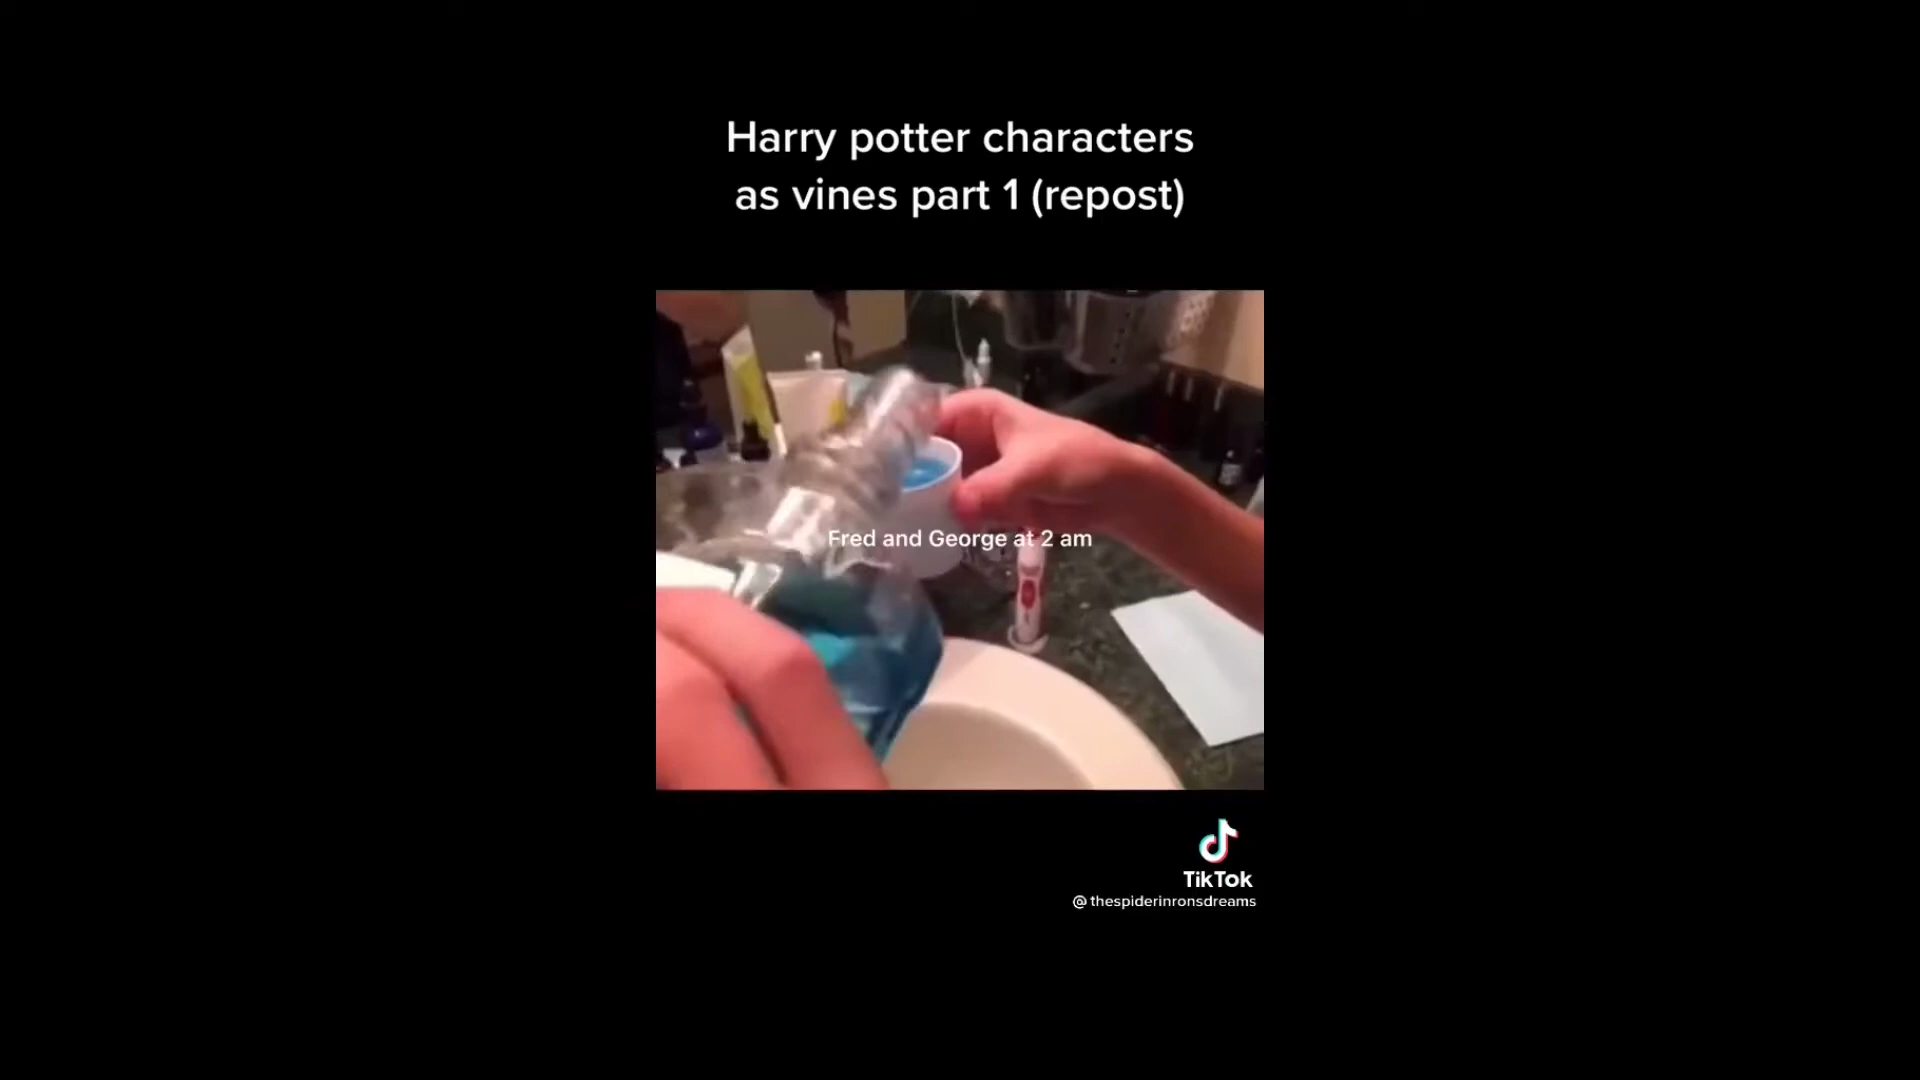 Harry potter characters
as vines part 1 (repost)
Fred and George at 2 am
TikTok
@ thespiderinronsdreams